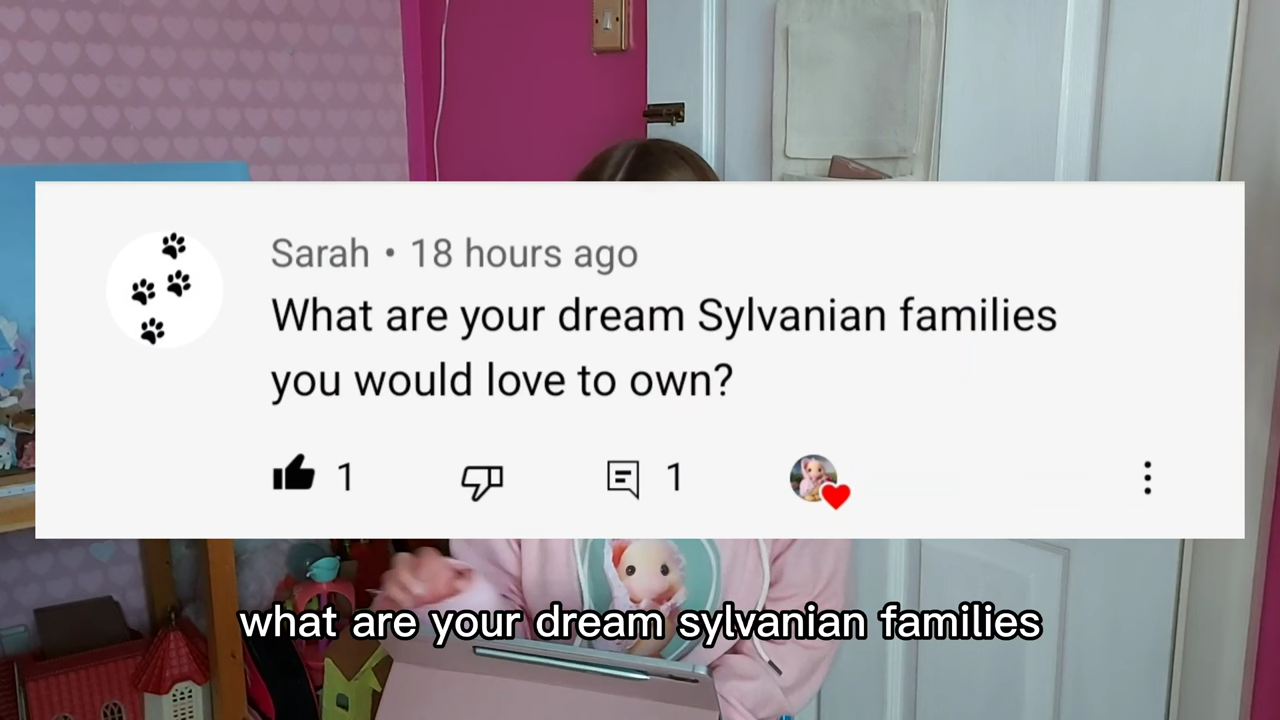 Sarah • 18 hours ago
What are your dream Sylvanian families
you would love to own?
1
1
what are your dream sylvanian families